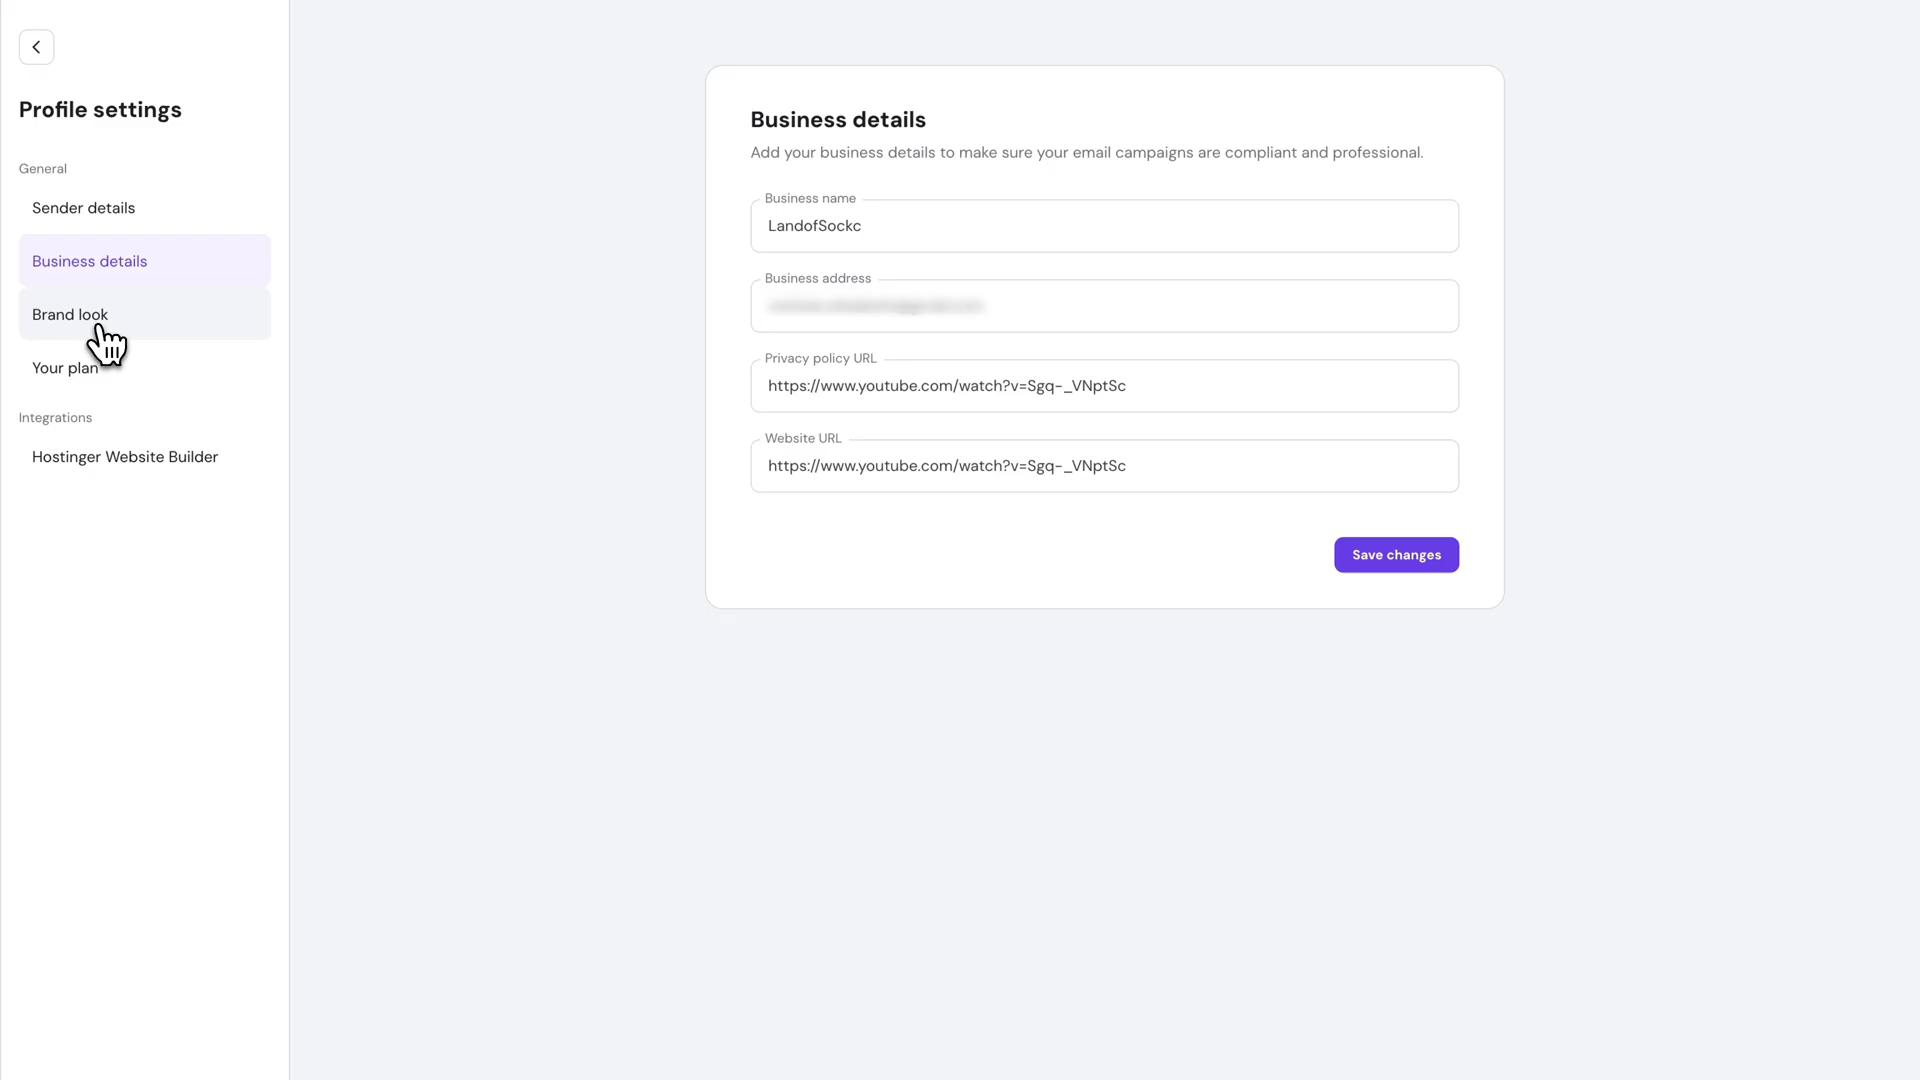 Profile settings
General
Sender details
Business details
Brand look
Your plan
Integrations
Hostinger Website Builder
Business details
Add your business details to make sure your email campaigns are compliant and professional.
Business name
LandofSockc
Business address
Privacy policy URL
https://www.youtube.com/watch?v=Sgq-_VNptSc
Website URL
https://www.youtube.com/watch?v=Sgq-_VNptSc
Save changes